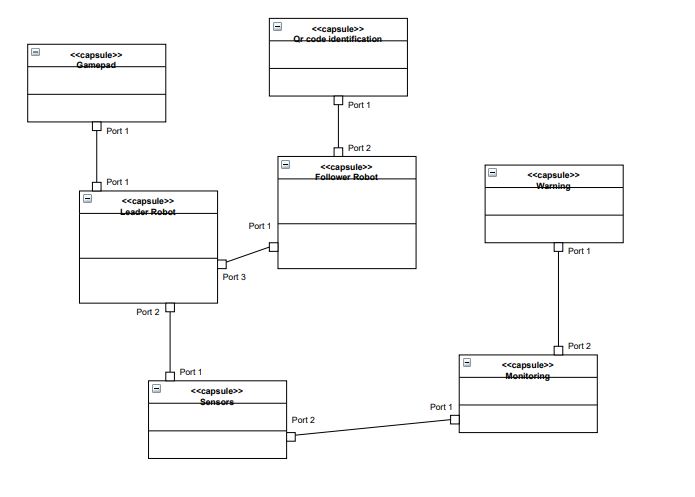 <<capsule>>
Gamepad
Port 1
<<capsule>>
Qr code identification
Port 1
Port 2
<<capsule>>
Follower Robot
Port 1
Port 1
<<capsule>>
Leader Robot
Port 3
Port 2
<<capsule>>
Warning
Port 1
Port 2
<<capsule>>
Monitoring
Port 1
Port 1
<<capsule>>
Sensors
Port 2